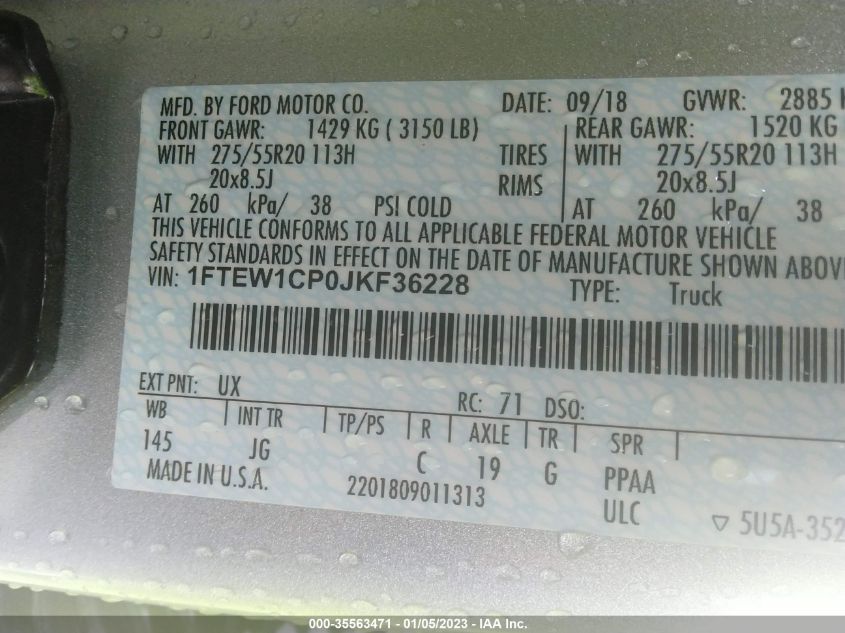 MFD. BY FORD MOTOR CO. DATE: 09/18 GVWR: 2885
FRONT GAWR: 1429 KG ( 3150 LB) REAR GAWR: 1520 KG
WITH 275/55R20 113H TIRES WITH 275/55R20 113H
20x8.5J RIMS 20x8.5J
AT 260 kPa/ 38 PSI COLD AT 260 kPa/ 38
THIS VEHICLE CONFORMS TO ALL APPLICABLE FEDERAL MOTOR VEHICLE
SAFETY STANDARDS IN EFFECT ON THE DATE OF MANUFACTURE SHOWN ABOV
VIN: 1FTEW1CP0JKF36228 TYPE: Truck
EXT PNT: UX RC: 71 DSO:
WB INT TR TP/PS R AXLE TR SPR
145 JG C 19 G PPAA
MADE IN U.S.A. 2201809011313 ULC ▽ 5U5A-352
000-35563471 - 01/05/2023 - IAA Inc.